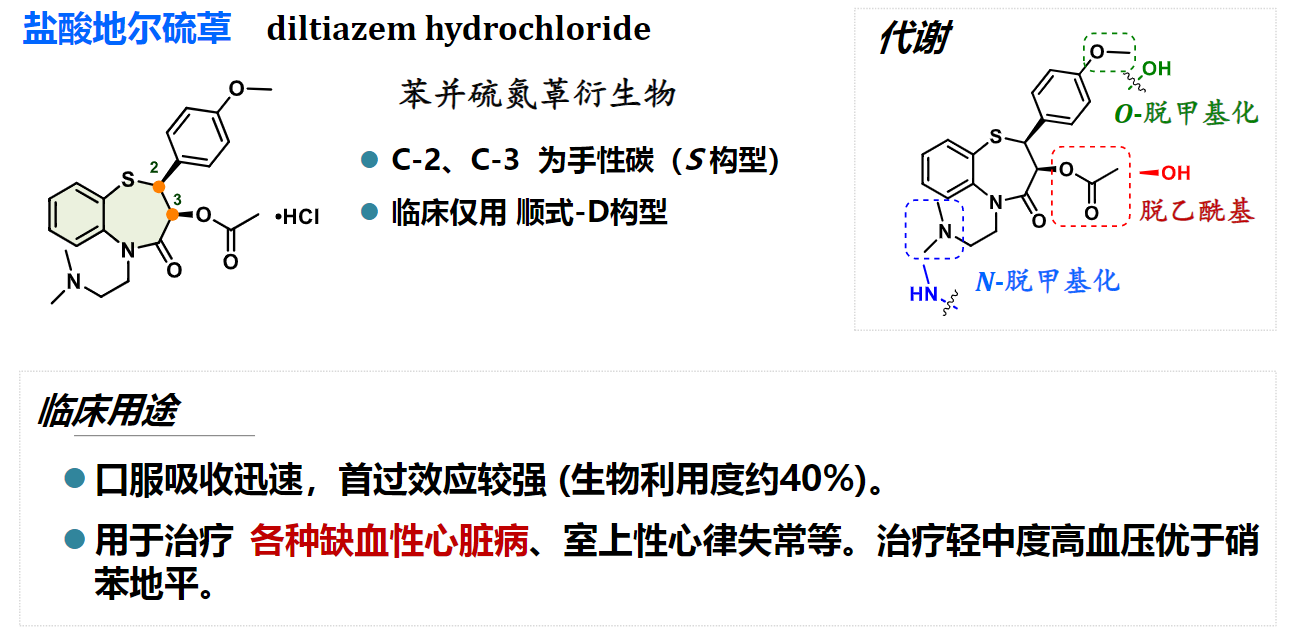 盐酸地尔硫䓬 diltiazem hydrochloride
苯并硫氮䓬衍生物
C-2、C-3 为手性碳（S 构型）
临床仅用 顺式-D构型
O
2
S
3
O
O
N
O
N
•HCl
代谢
O
OH
O-脱甲基化
S
O
O
OH
脱乙酰基
N
O
N
N-脱甲基化
HN
临床用途
口服吸收迅速，首过效应较强 (生物利用度约40%)。
用于治疗 各种缺血性心脏病、室上性心律失常等。治疗轻中度高血压优于硝
苯地平。